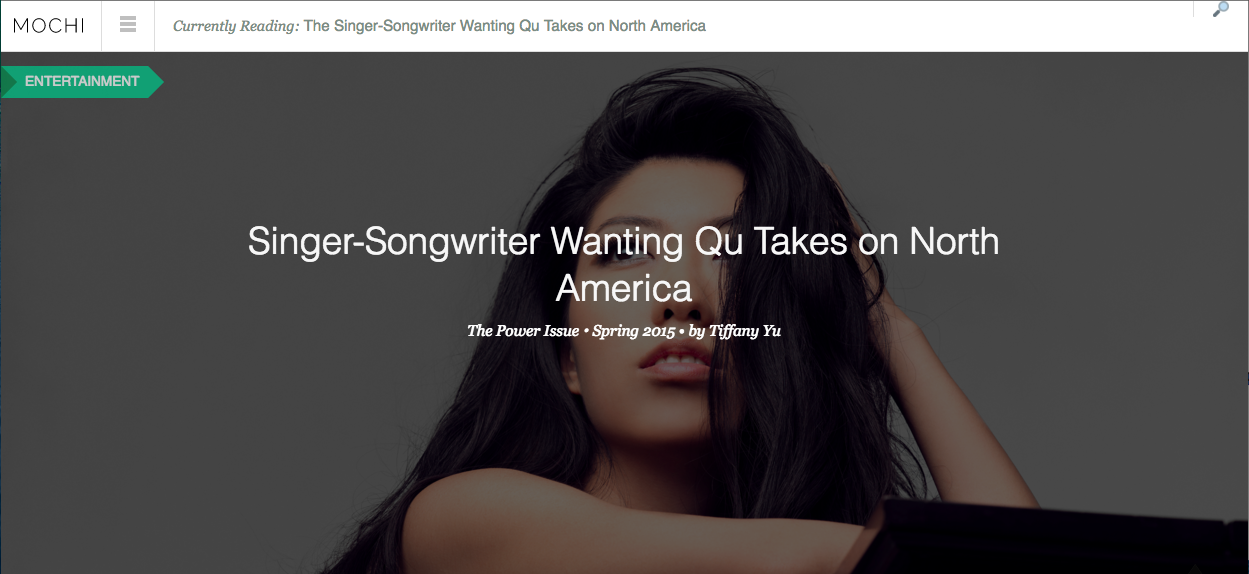 MOCHI
Currently Reading: The Singer-Songwriter Wanting Qu Takes on North America
ENTERTAINMENT
Singer-Songwriter Wanting Qu Takes on North
America
The Power Issue • Spring 2015 • by Tiffany Yu